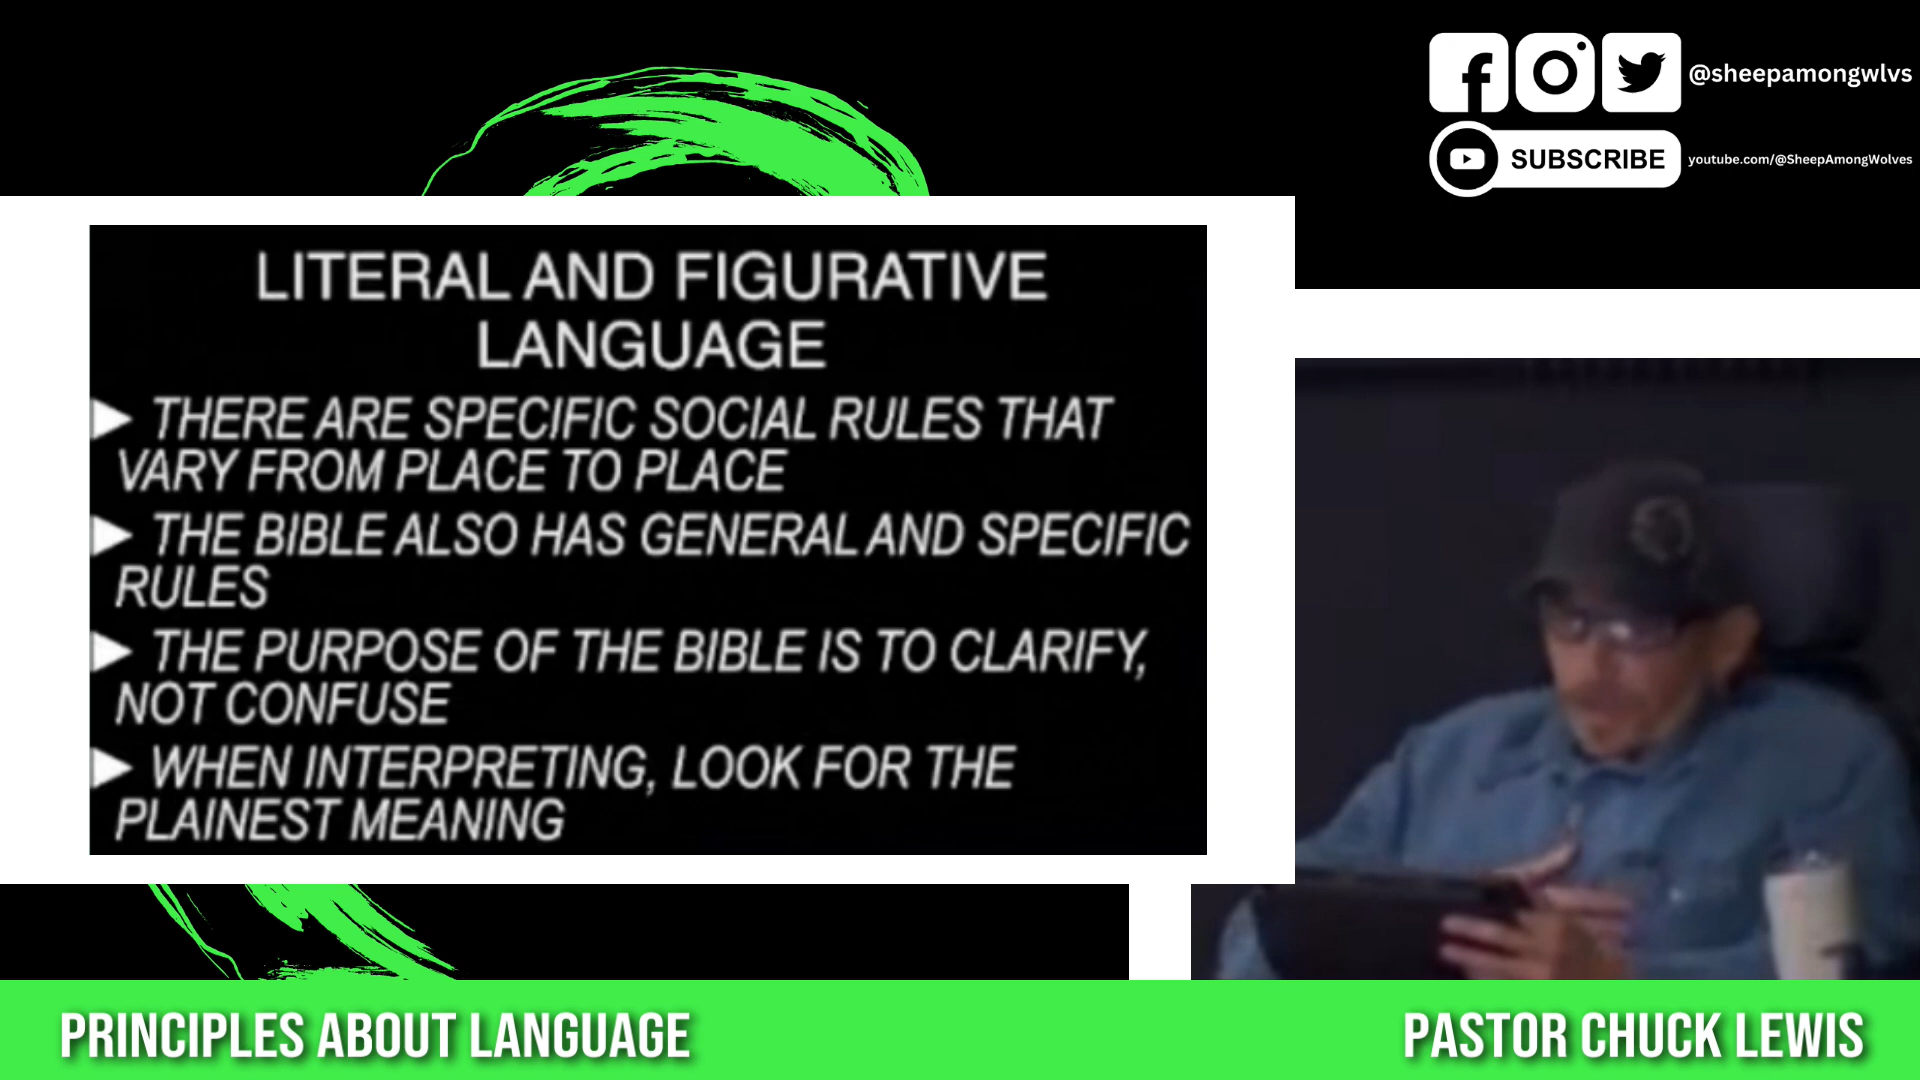 @sheepamongwlvs
SUBSCRIBE
youtube.com/@SheepAmongWolves
LITERAL AND FIGURATIVE
LANGUAGE
► THERE ARE SPECIFIC SOCIAL RULES THAT
VARY FROM PLACE TO PLACE
► THE BIBLE ALSO HAS GENERAL AND SPECIFIC
RULES
► THE PURPOSE OF THE BIBLE IS TO CLARIFY,
NOT CONFUSE
► WHEN INTERPRETING, LOOK FOR THE
PLAINEST MEANING
PRINCIPLES ABOUT LANGUAGE
PASTOR CHUCK LEWIS